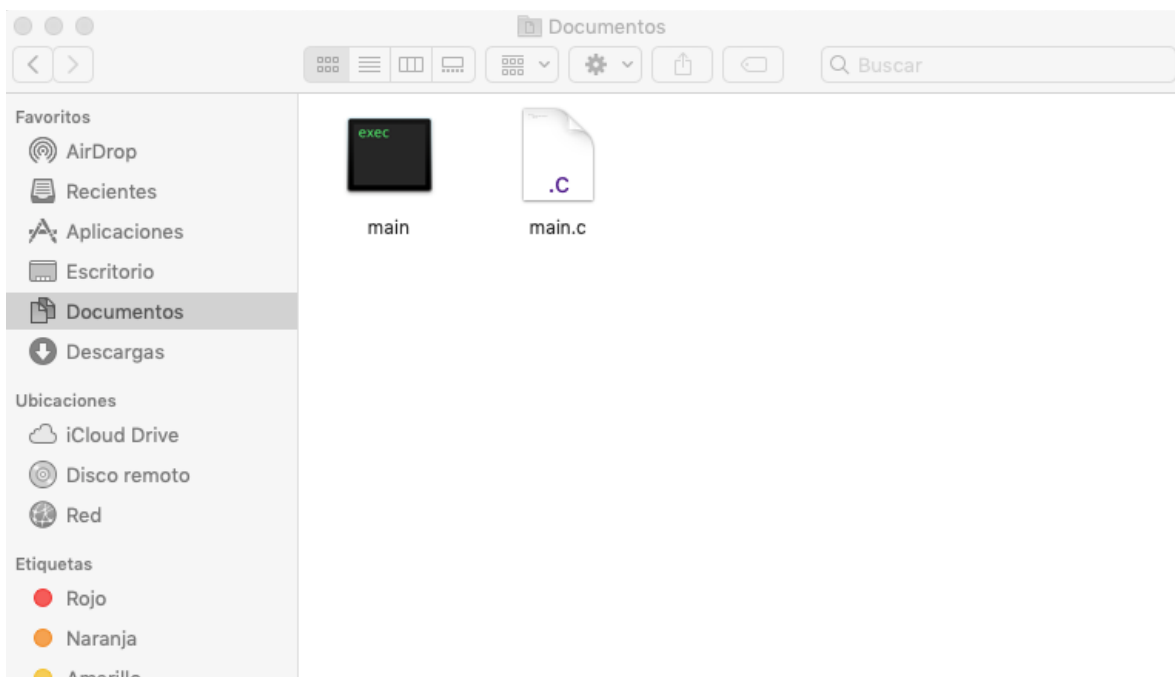 Documentos
Buscar
Favoritos
AirDrop
Recientes
Aplicaciones
Escritorio
Documentos
Descargas
Ubicaciones
iCloud Drive
Disco remoto
Red
Etiquetas
Rojo
Naranja
Amarillo
exec
.C
main
main.c